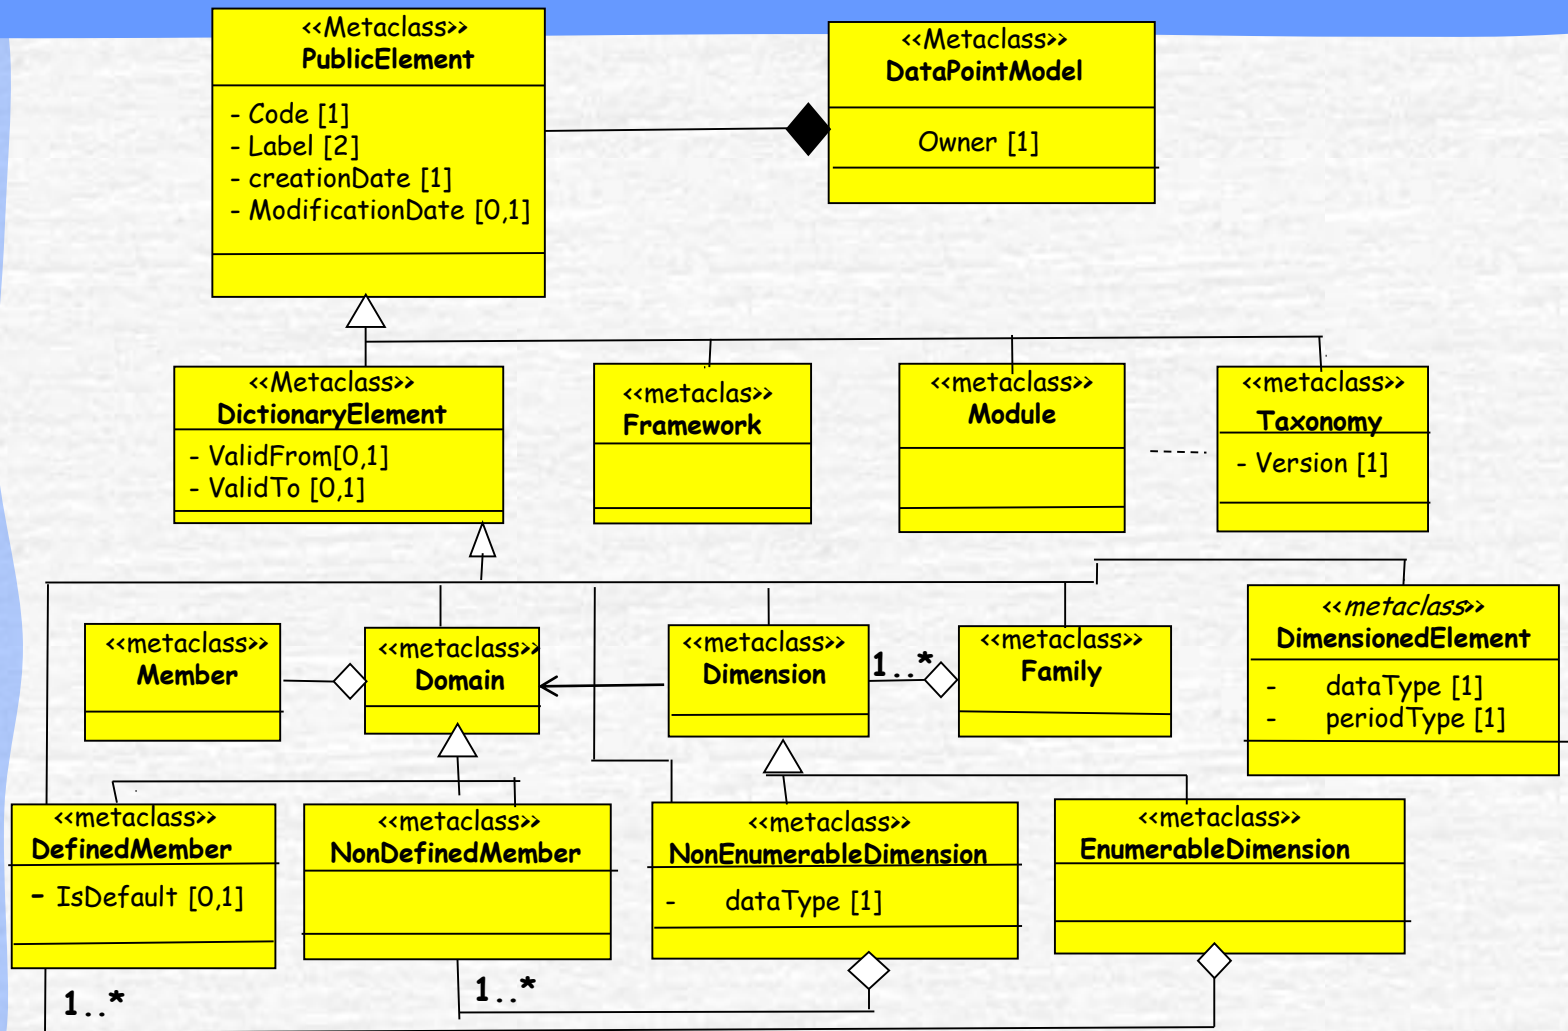 <<Metaclass>>
PublicElement
- Code [1]
- Label [2]
- creationDate [1]
- ModificationDate [0,1]
<<Metaclass>>
DataPointModel
Owner [1]
<<Metaclass>>
DictionaryElement
- ValidFrom[0,1]
- ValidTo [0,1]
<<metaclas>>
Framework
<<metaclass>>
Module
<<metaclass>>
Taxonomy
- Version [1]
<<metaclass>>
Member
<<metaclass>>
Domain
<<metaclass>>
Dimension
1..*
<<metaclass>>
Family
<<metaclass>>
DimensionedElement
- dataType [1]
- periodType [1]
<<metaclass>>
DefinedMember
- IsDefault [0,1]
<<metaclass>>
NonDefinedMember
<<metaclass>>
NonEnumerableDimension
- dataType [1]
<<metaclass>>
EnumerableDimension
1..*
1..*